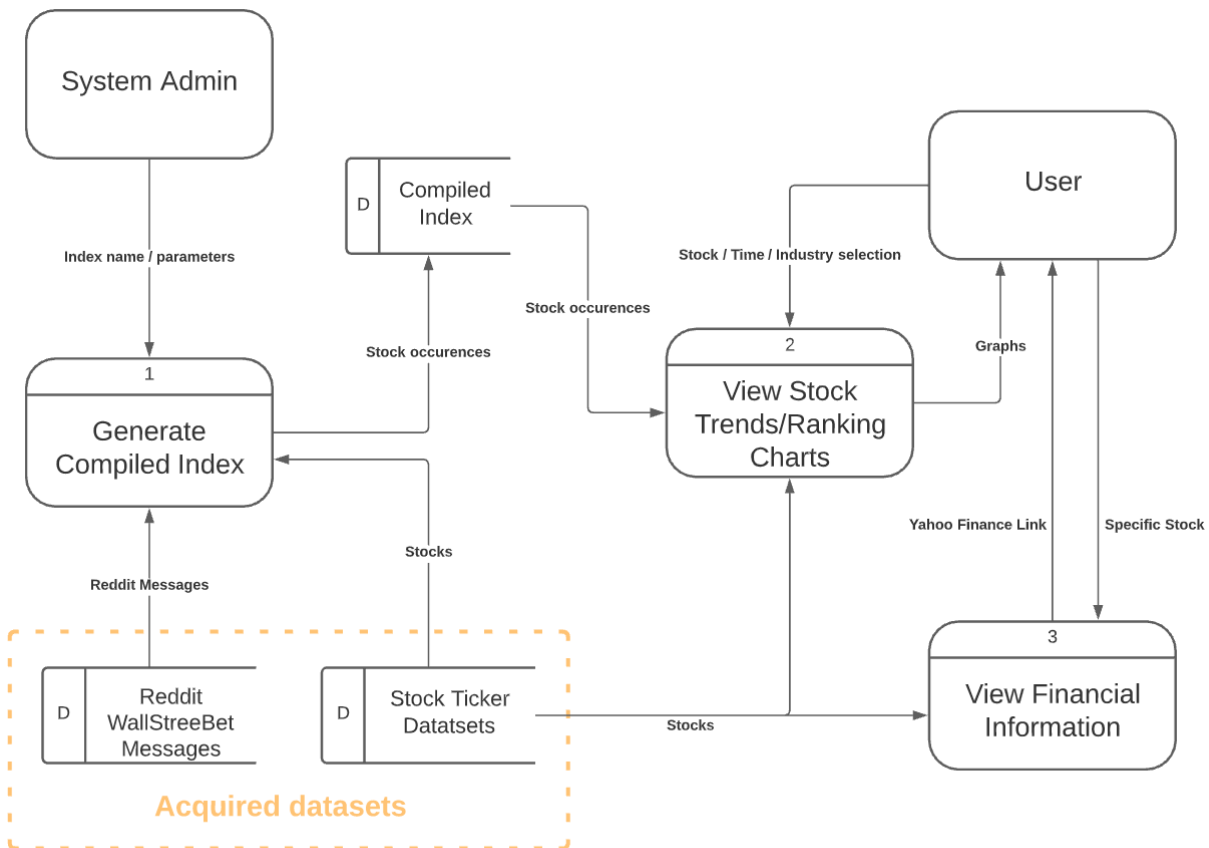 System Admin
Index name / parameters
1
Generate
Compiled Index
Reddit Messages
D
Reddit
WallStreeBet
Messages
D
Stock Ticker
Datatsets
Acquired datasets
Stocks
Stock occurences
D
Compiled
Index
Stock occurences
2
View Stock
Trends/Ranking
Charts
Stock / Time / Industry selection
User
Graphs
Yahoo Finance Link
Specific Stock
Stocks
3
View Financial
Information